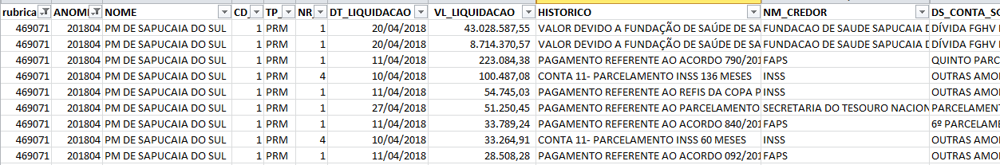 rubrica ANOM NOME CD_ TP_ NR_ DT_LIQUIDACAO VL_LIQUIDACAO HISTORICO NM_CREDOR DS_CONTA_SO
469071 201804 PM DE SAPUCAIA DO SUL 1 PRM 1 20/04/2018 43.028.587,55 VALOR DEVIDO A FUNDAÇÃO DE SAÚDE DE SA FUNDACAO DE SAUDE SAPUCAIA D DÍVIDA FGHV
469071 201804 PM DE SAPUCAIA DO SUL 1 PRM 1 20/04/2018 8.714.370,57 VALOR DEVIDO A FUNDAÇÃO DE SAÚDE DE SA FUNDACAO DE SAUDE SAPUCAIA D DÍVIDA FGHV
469071 201804 PM DE SAPUCAIA DO SUL 1 PRM 1 11/04/2018 223.084,38 PAGAMENTO REFERENTE AO ACORDO 790/201 FAPS QUINTO PARC
469071 201804 PM DE SAPUCAIA DO SUL 1 PRM 4 10/04/2018 100.487,08 CONTA 11- PARCELAMENTO INSS 136 MESES INSS OUTRAS AMO
469071 201804 PM DE SAPUCAIA DO SUL 1 PRM 1 11/04/2018 54.745,03 PAGAMENTO REFERENTE AO REFIS DA COPA P INSS OUTRAS AMO
469071 201804 PM DE SAPUCAIA DO SUL 1 PRM 1 27/04/2018 51.250,45 PAGAMENTO REFERENTE AO PARCELAMENTO SECRETARIA DO TESOURO NACION PARCELAMEN
469071 201804 PM DE SAPUCAIA DO SUL 1 PRM 1 11/04/2018 33.789,24 PAGAMENTO REFERENTE AO ACORDO 840/201 FAPS 6º PARCELAM
469071 201804 PM DE SAPUCAIA DO SUL 1 PRM 4 10/04/2018 33.264,91 CONTA 11- PARCELAMENTO INSS 60 MESES INSS OUTRAS AMO
469071 201804 PM DE SAPUCAIA DO SUL 1 PRM 1 11/04/2018 28.508,28 PAGAMENTO REFERENTE AO ACORDO 092/201 FAPS OUTRAS AMO